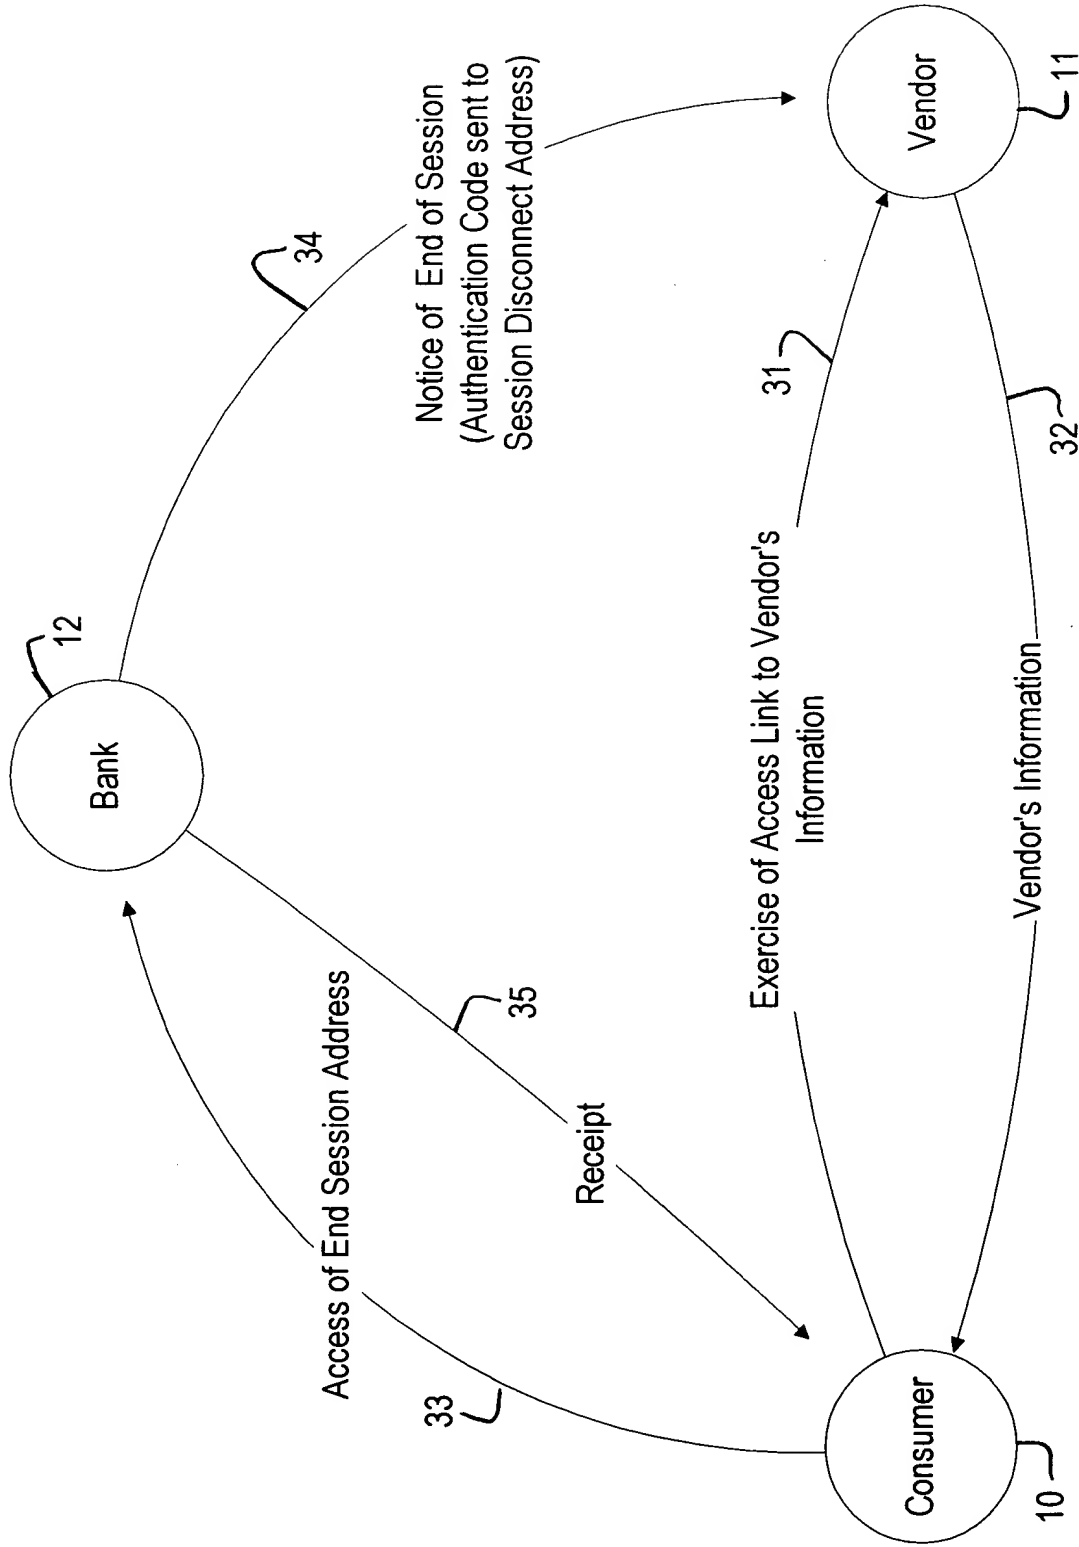 Bank
12
34
Notice of End of Session
(Authentication Code sent to
Session Disconnect Address)
Access of End Session Address
33
35
Receipt
31
Exercise of Access Link to Vendor's
Information
Consumer
10
Vendor
11
32
Vendor's Information